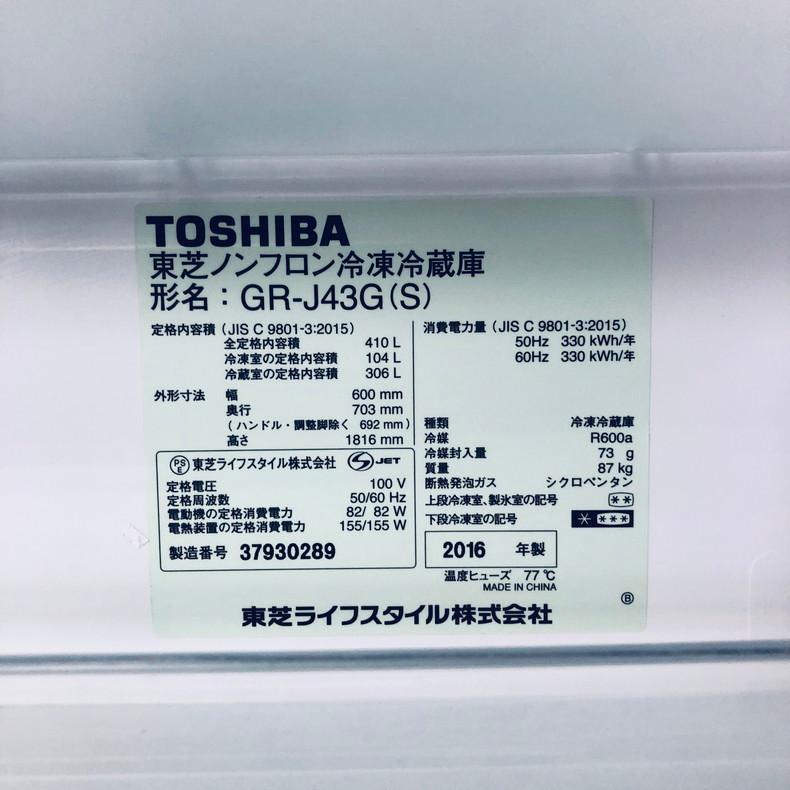 TOSHIBA
東芝ノンフロン冷凍冷蔵庫
形名：GR-J43G(S)
定格内容積（JIS C 9801-3:2015）
全定格内容積 410 L
冷凍室の定格内容積 104 L
冷蔵室の定格内容積 306 L
外形寸法 幅 600 mm
奥行 703 mm
（ハンドル・調整脚除く 692 mm）
高さ 1816 mm
PSE 東芝ライフスタイル株式会社 S JET
定格電圧 100 V
定格周波数 50/60 Hz
電動機の定格消費電力 82/ 82 W
電熱装置の定格消費電力 155/155 W
製造番号 37930289
消費電力量（JIS C 9801-3:2015）
50Hz 330 kWh/年
60Hz 330 kWh/年
種類 冷凍冷蔵庫
冷媒 R600a
冷媒封入量 73 g
質量 87 kg
断熱発泡ガス シクロペンタン
上段冷凍室、製氷室の記号 **
下段冷凍室の記号 * ***
2016 年製
温度ヒューズ 77 ℃
MADE IN CHINA
Ⓑ
東芝ライフスタイル株式会社